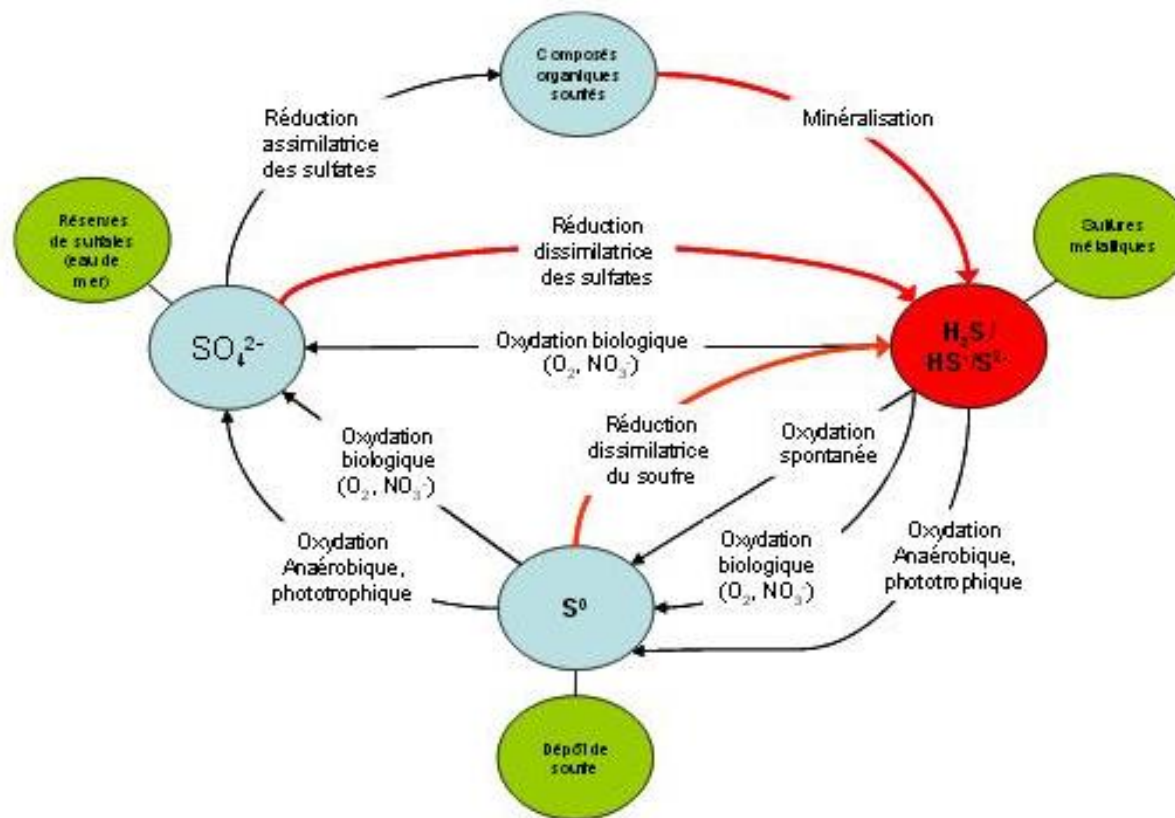 Composés
organiques
soufrés
Réduction
assimilatrice
des sulfates
Minéralisation
Réserves
de sulfates
(eau de
mer)
Réduction
dissimilatrice
des sulfates
Sulfures
métalliques
SO₄²⁻
Oxydation biologique
(O₂, NO₃⁻)
H₂S /
HS⁻/S²⁻
Oxydation
biologique
(O₂, NO₃⁻)
Réduction
dissimilatrice
du soufre
Oxydation
spontanée
Oxydation
Anaérobique,
phototrophique
Oxydation
biologique
(O₂, NO₃⁻)
Oxydation
Anaérobique,
phototrophique
S⁰
Dépôt de
soufre